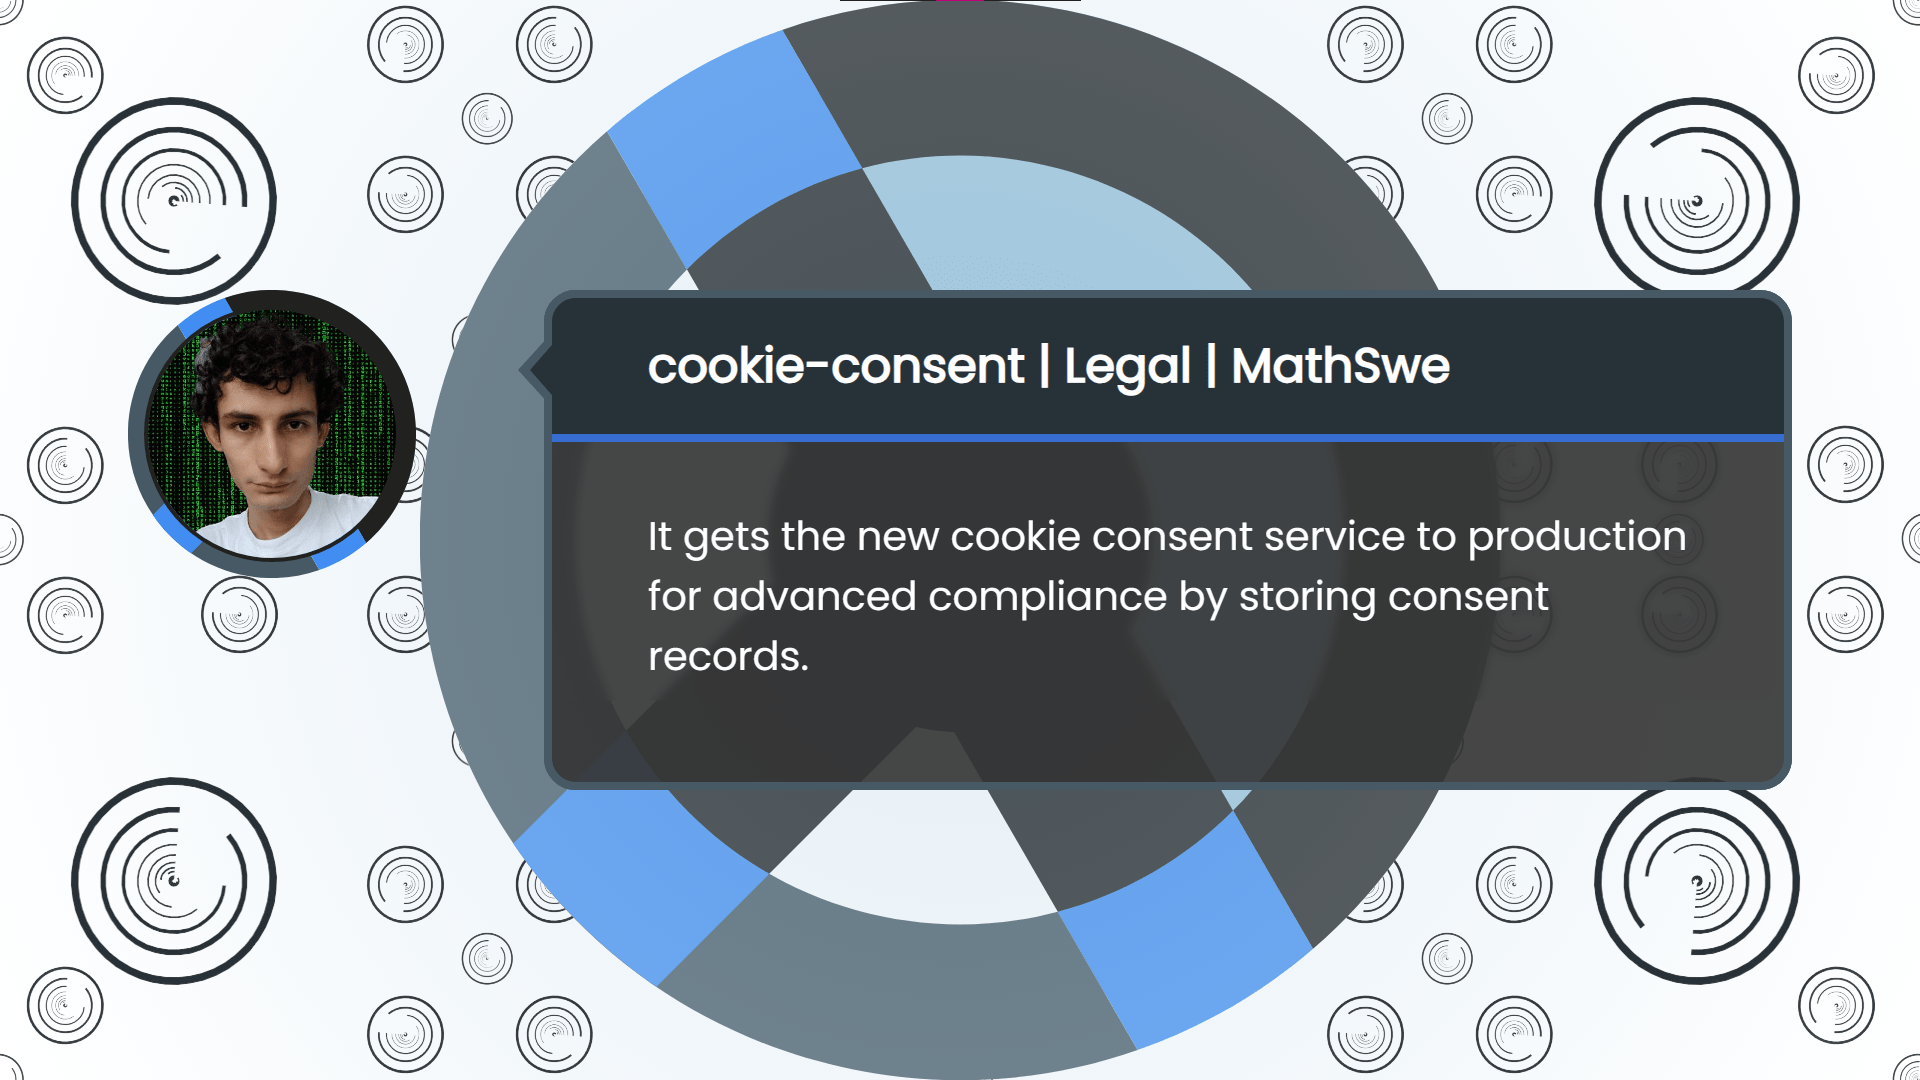 cookie-consent | Legal | MathSwe
It gets the new cookie consent service to production
for advanced compliance by storing consent
records.